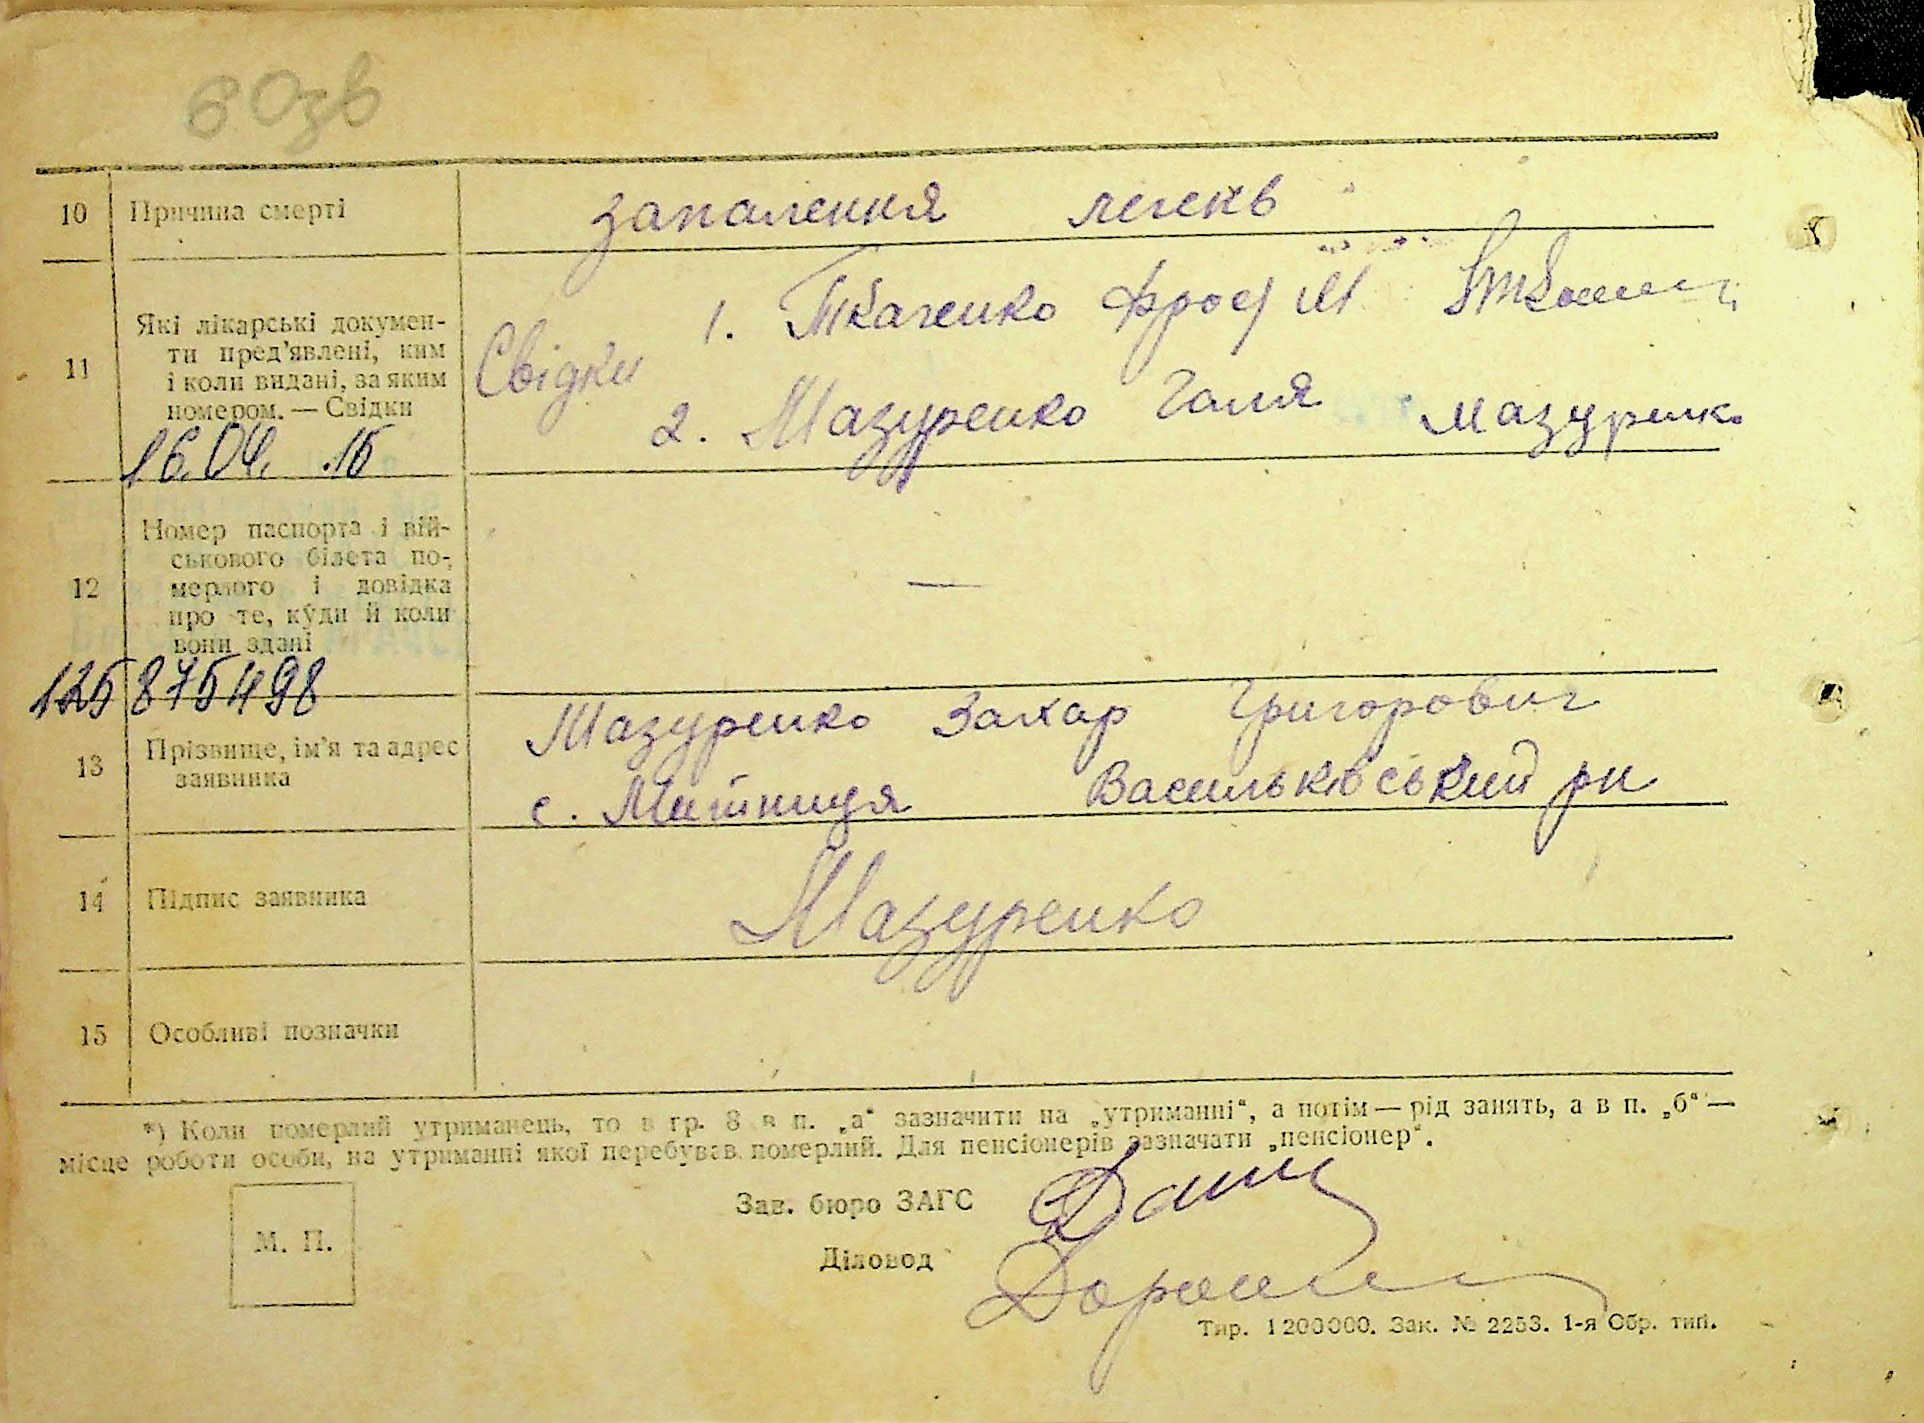 10 Причина смерті запалення легенів
11 Які лікарські докумен-
ти пред'явлені, ким
і коли видані, за яким
номером. — Свідки
Свідки
1. Ткаченко М
2. Мазуренко Галя Мазуренко
16.04. .15
12 Номер паспорта і вій-
ськового білета по-
мерлого і довідка
про те, куди й коли
вони здані
—
125875498
13 Прізвище, ім'я та адрес
заявника
Мазуренко Захар Григорович
с. Митниця Васильківський рн
14 Підпис заявника Мазуренко
15 Особливі позначки
*) Коли померлий утриманець, то в гр. 8 в п. „а“ зазначити на „утриманні“, а потім — рід занять, а в п. „б“ —
місце роботи особи, на утриманні якої перебував померлий. Для пенсіонерів зазначати „пенсіонер“.
М. П.
Зав. бюро ЗАГС
Діловод
Тир. 1200000. Зак. № 2253. 1-я Обр. тип.